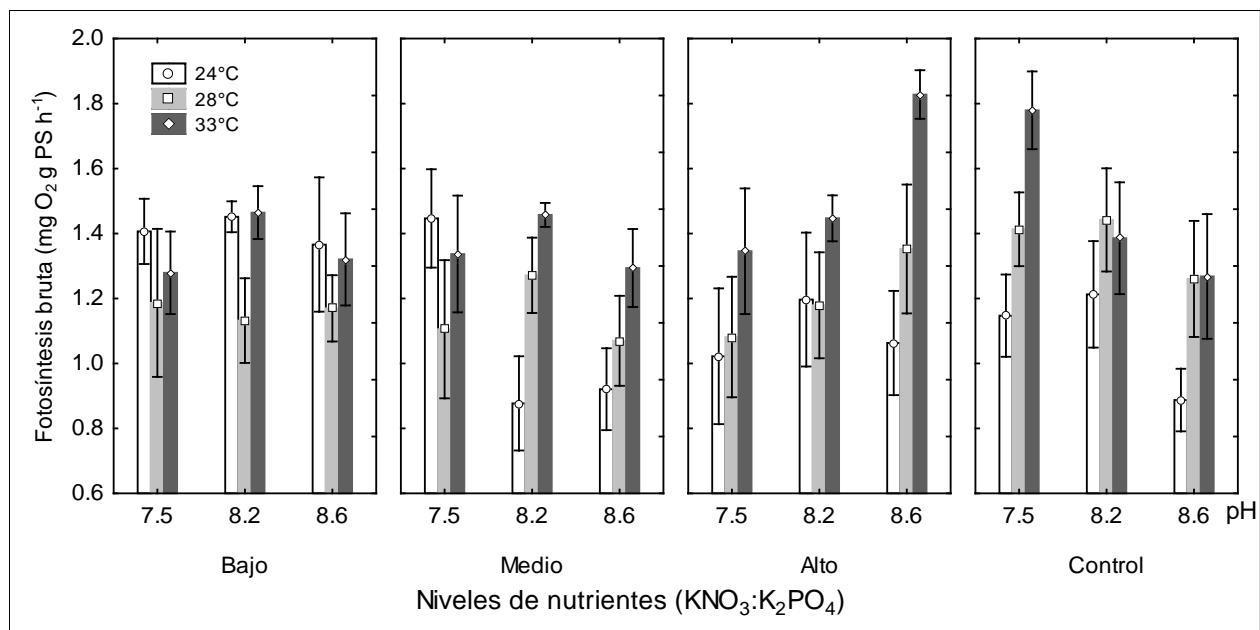 Fotosíntesis bruta (mg O₂ g PS h⁻¹)
2.0
1.8
1.6
1.4
1.2
1.0
0.8
0.6
24°C
28°C
33°C
7.5 8.2 8.6 7.5 8.2 8.6 7.5 8.2 8.6 7.5 8.2 8.6 pH
Bajo Medio Alto Control
Niveles de nutrientes (KNO₃:K₂PO₄)